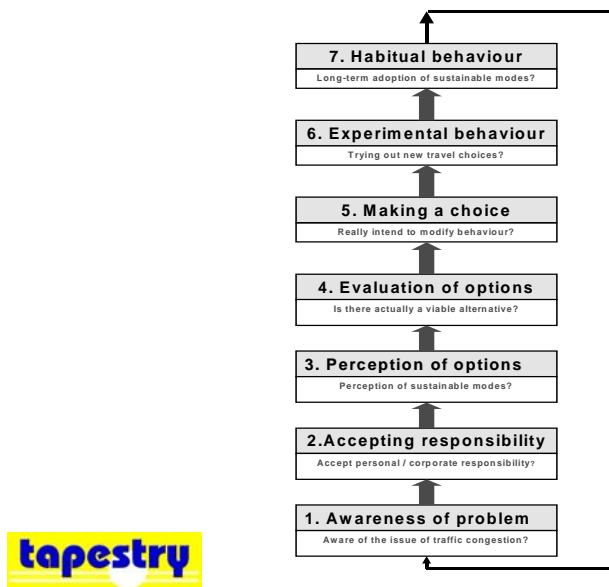 7. Habitual behaviour
Long-term adoption of sustainable modes?
6. Experimental behaviour
Trying out new travel choices?
5. Making a choice
Really intend to modify behaviour?
4. Evaluation of options
Is there actually a viable alternative?
3. Perception of options
Perception of sustainable modes?
2.Accepting responsibility
Accept personal / corporate responsibility?
1. Awareness of problem
Aware of the issue of traffic congestion?
tapestry